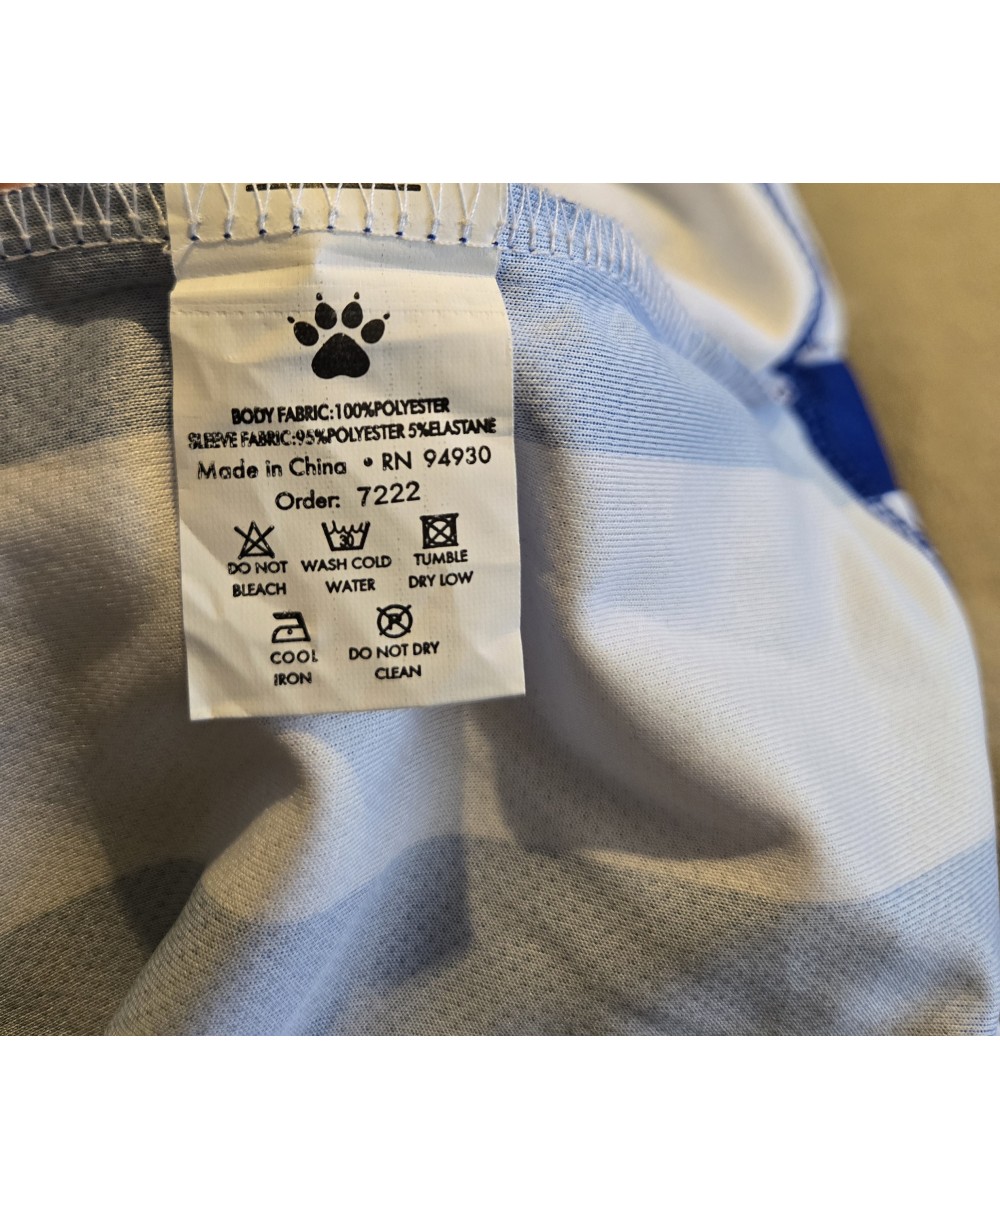 BODY FABRIC:100%POLYESTER
SLEEVE FABRIC:95%POLYESTER 5%ELASTANE
Made in China • RN 94930
Order: 7222
30
DO NOT BLEACH
WASH COLD WATER
TUMBLE DRY LOW
P
COOL IRON
DO NOT DRY CLEAN